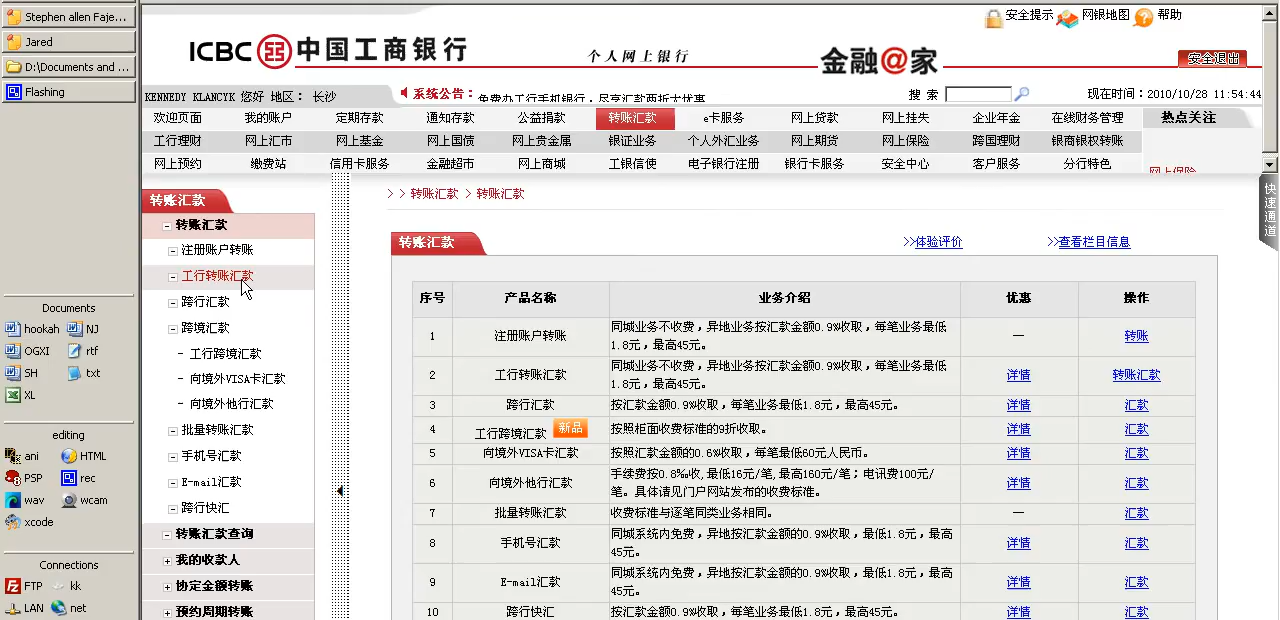 Stephen allen Faje...
Jared
D:\Documents and ...
Flashing
Documents
hookah NJ
OGXI rtf
SH txt
XL
editing
ani HTML
PSP rec
wav wcam
xcode
Connections
FTP kk
LAN net
安全提示 网银地图 帮助
ICBC 中国工商银行
个人网上银行
金融@家
安全退出
KENNEDY KLANCYK 您好 地区： 长沙
系统公告：
免费办工行手机银行，尽享汇款两折大优惠
搜 索
现在时间：2010/10/28 11:54:44
欢迎页面 我的账户 定期存款 通知存款 公益捐款 转账汇款 e卡服务 网上贷款 网上挂失 企业年金 在线财务管理
工行理财 网上汇市 网上基金 网上国债 网上贵金属 银证业务 个人外汇业务 网上期货 网上保险 跨国理财 银商银权转账
网上预约 缴费站 信用卡服务 金融超市 网上商城 工银信使 电子银行注册 银行卡服务 安全中心 客户服务 分行特色
热点关注
网上保险
快速通道
转账汇款
转账汇款
注册账户转账
工行转账汇款
跨行汇款
跨境汇款
- 工行跨境汇款
- 向境外VISA卡汇款
- 向境外他行汇款
批量转账汇款
手机号汇款
E-mail汇款
跨行快汇
转账汇款查询
我的收款人
协定金额转账
预约周期转账
> > 转账汇款 > 转账汇款
转账汇款
>>体验评价
>>查看栏目信息
序号 产品名称 业务介绍 优惠 操作
1 注册账户转账 同城业务不收费，异地业务按汇款金额0.9%收取，每笔业务最低
1.8元，最高45元。 — 转账
2 工行转账汇款 同城业务不收费，异地业务按汇款金额0.9%收取，每笔业务最低
1.8元，最高45元。 详情 转账汇款
3 跨行汇款 按汇款金额0.9%收取，每笔业务最低1.8元，最高45元。 详情 汇款
4 工行跨境汇款 新品 按照柜面收费标准的9折收取。 详情 汇款
5 向境外VISA卡汇款 按照汇款金额的0.6%收取，每笔最低60元人民币。 详情 汇款
6 向境外他行汇款 手续费按0.8‰收,最低16元/笔,最高160元/笔；电讯费100元/
笔。具体请见门户网站发布的收费标准。 详情 汇款
7 批量转账汇款 收费标准与逐笔同类业务相同。 — 汇款
8 手机号汇款 同城系统内免费，异地按汇款金额的0.9%收取，最低1.8元，最高
45元。 详情 汇款
9 E-mail汇款 同城系统内免费，异地按汇款金额的0.9%收取，最低1.8元，最高
45元。 详情 汇款
10 跨行快汇 按汇款金额0.9%收取，每笔业务最低1.8元，最高45元。 详情 汇款